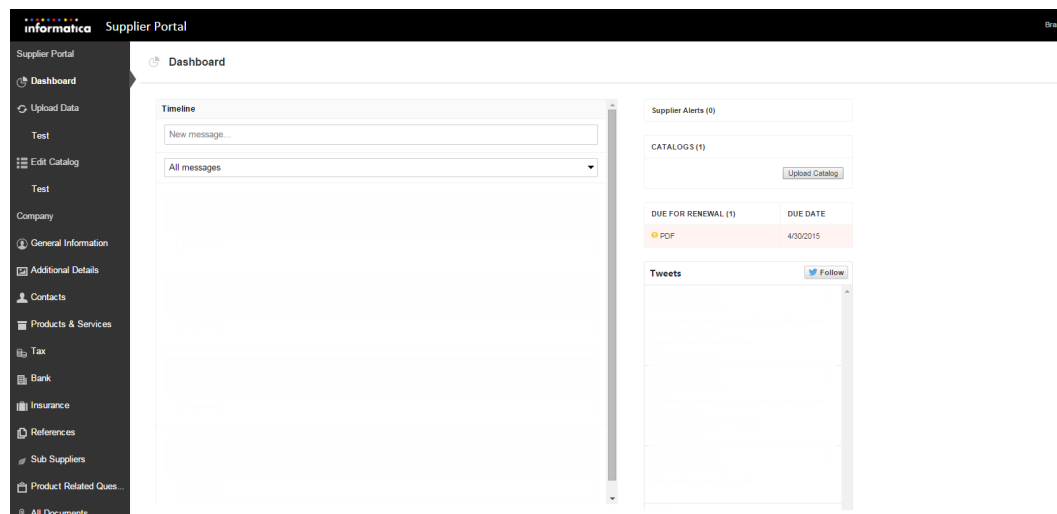 informatica Supplier Portal
Bra
Supplier Portal
Dashboard
Upload Data
Test
Edit Catalog
Test
Company
General Information
Additional Details
Contacts
Products & Services
Tax
Bank
Insurance
References
Sub Suppliers
Product Related Ques...
All Documents
Dashboard
Timeline
New message...
All messages
Supplier Alerts (0)
CATALOGS (1)
Upload Catalog
DUE FOR RENEWAL (1) DUE DATE
PDF 4/30/2015
Tweets Follow